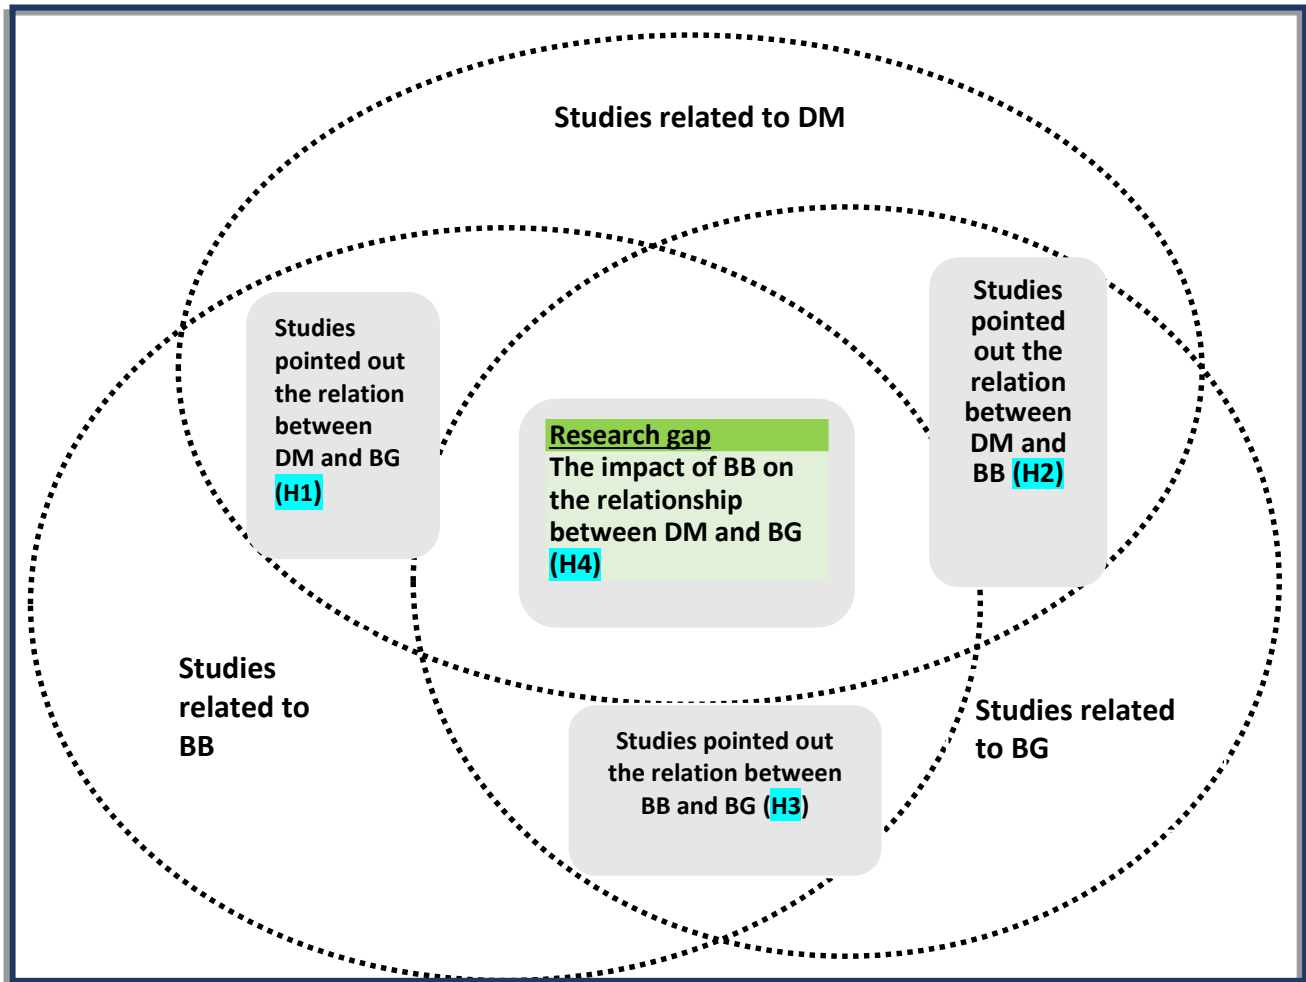 Studies related to DM
Studies
pointed out
the relation
between
DM and BG
(H1)
Studies
pointed
out the
relation
between
DM and
BB (H2)
Research gap
The impact of BB on
the relationship
between DM and BG
(H4)
Studies
related to
BB
Studies related
to BG
Studies pointed out
the relation between
BB and BG (H3)